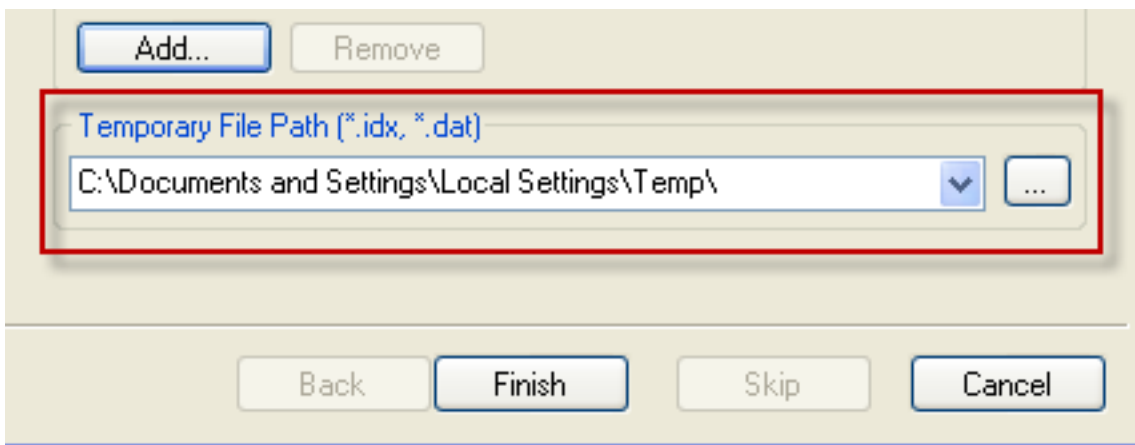 Add... Remove
Temporary File Path (*.idx, *.dat)
C:\Documents and Settings\Local Settings\Temp\ ...
Back Finish Skip Cancel